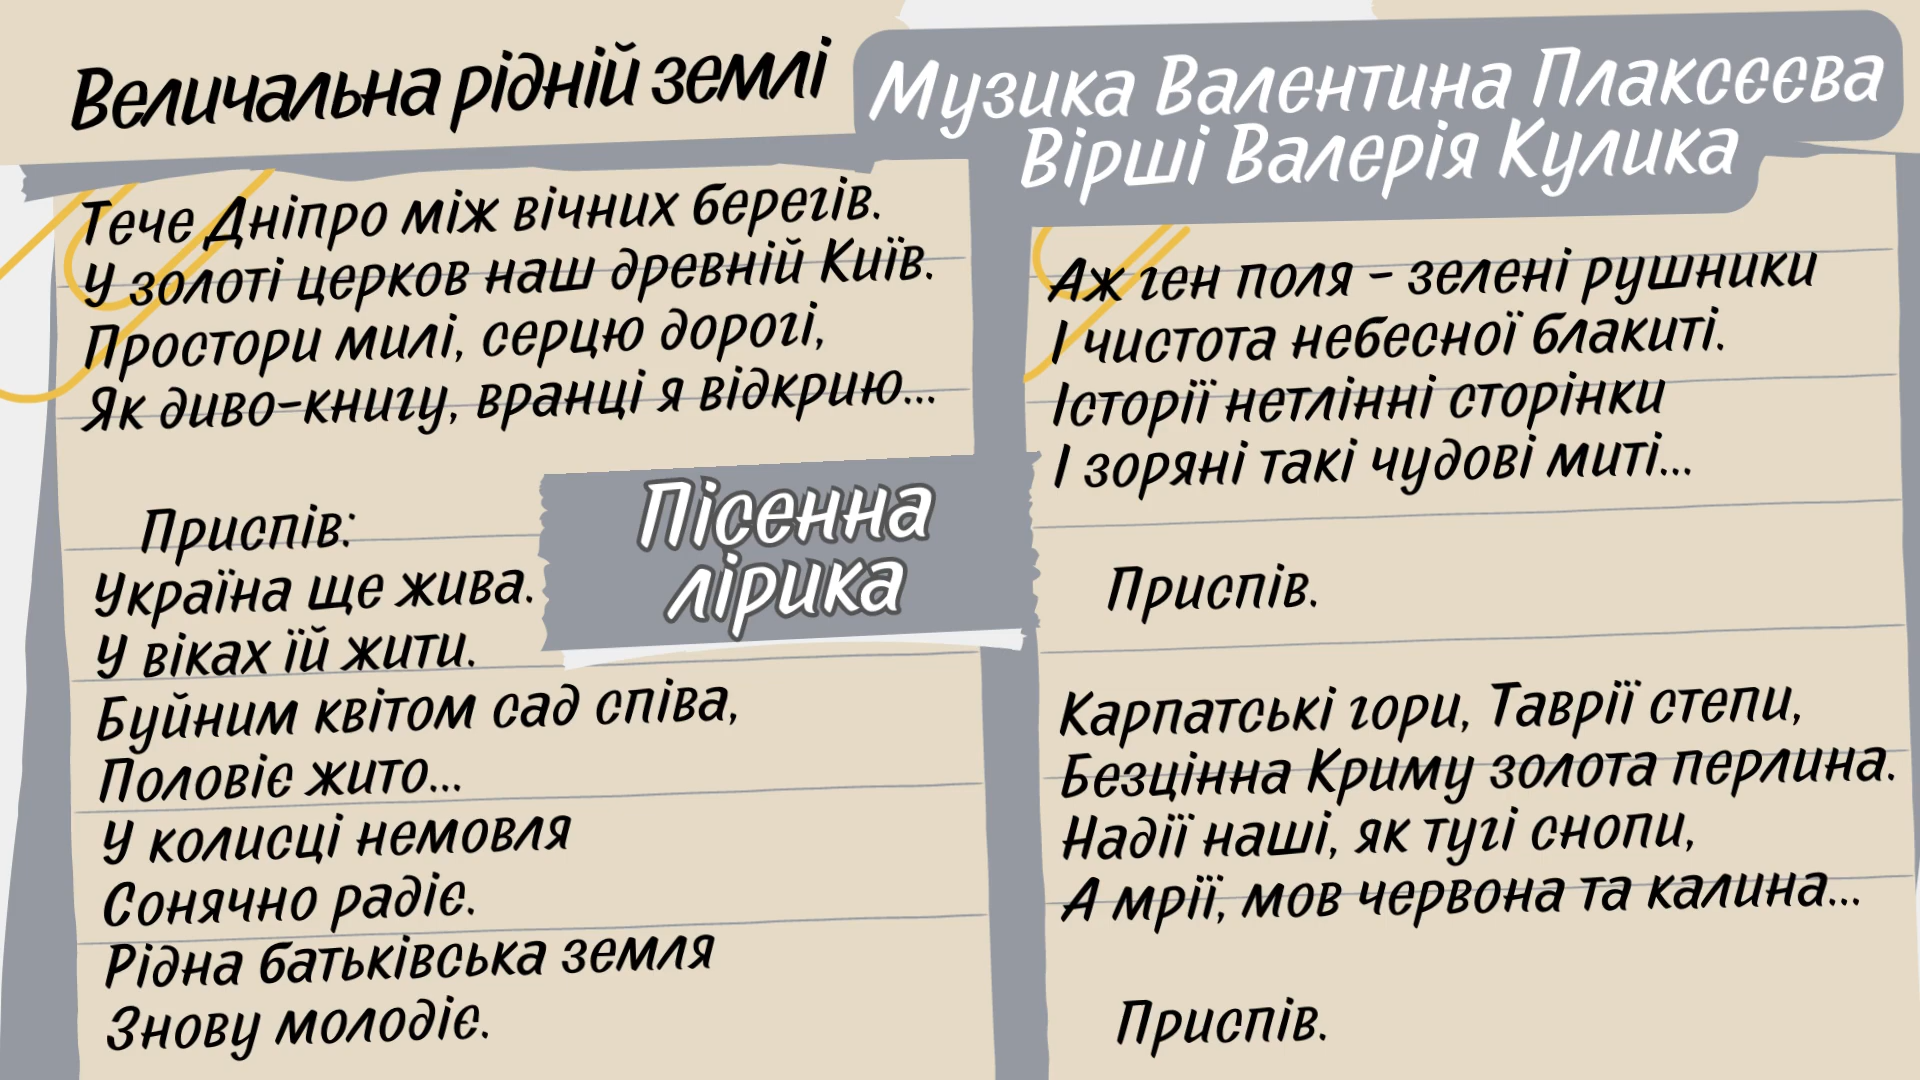 Величальна рідній землі
Музика Валентина Плаксєєва
Вірші Валерія Кулика
Тече Дніпро між вічних берегів.
У золоті церков наш древній Київ.
Простори милі, серцю дорогі,
Як диво-книгу, вранці я відкрию...
Приспів:
Україна ще жива.
У віках їй жити.
Буйним квітом сад співа,
Половіє жито...
У колисці немовля
Сонячно радіє.
Рідна батьківська земля
Знову молодіє.
Пісенна
лірика
Аж ген поля - зелені рушники
І чистота небесної блакиті.
Історії нетлінні сторінки
І зоряні такі чудові миті...
Приспів.
Карпатські гори, Таврії степи,
Безцінна Криму золота перлина.
Надії наші, як тугі снопи,
А мрії, мов червона та калина...
Приспів.